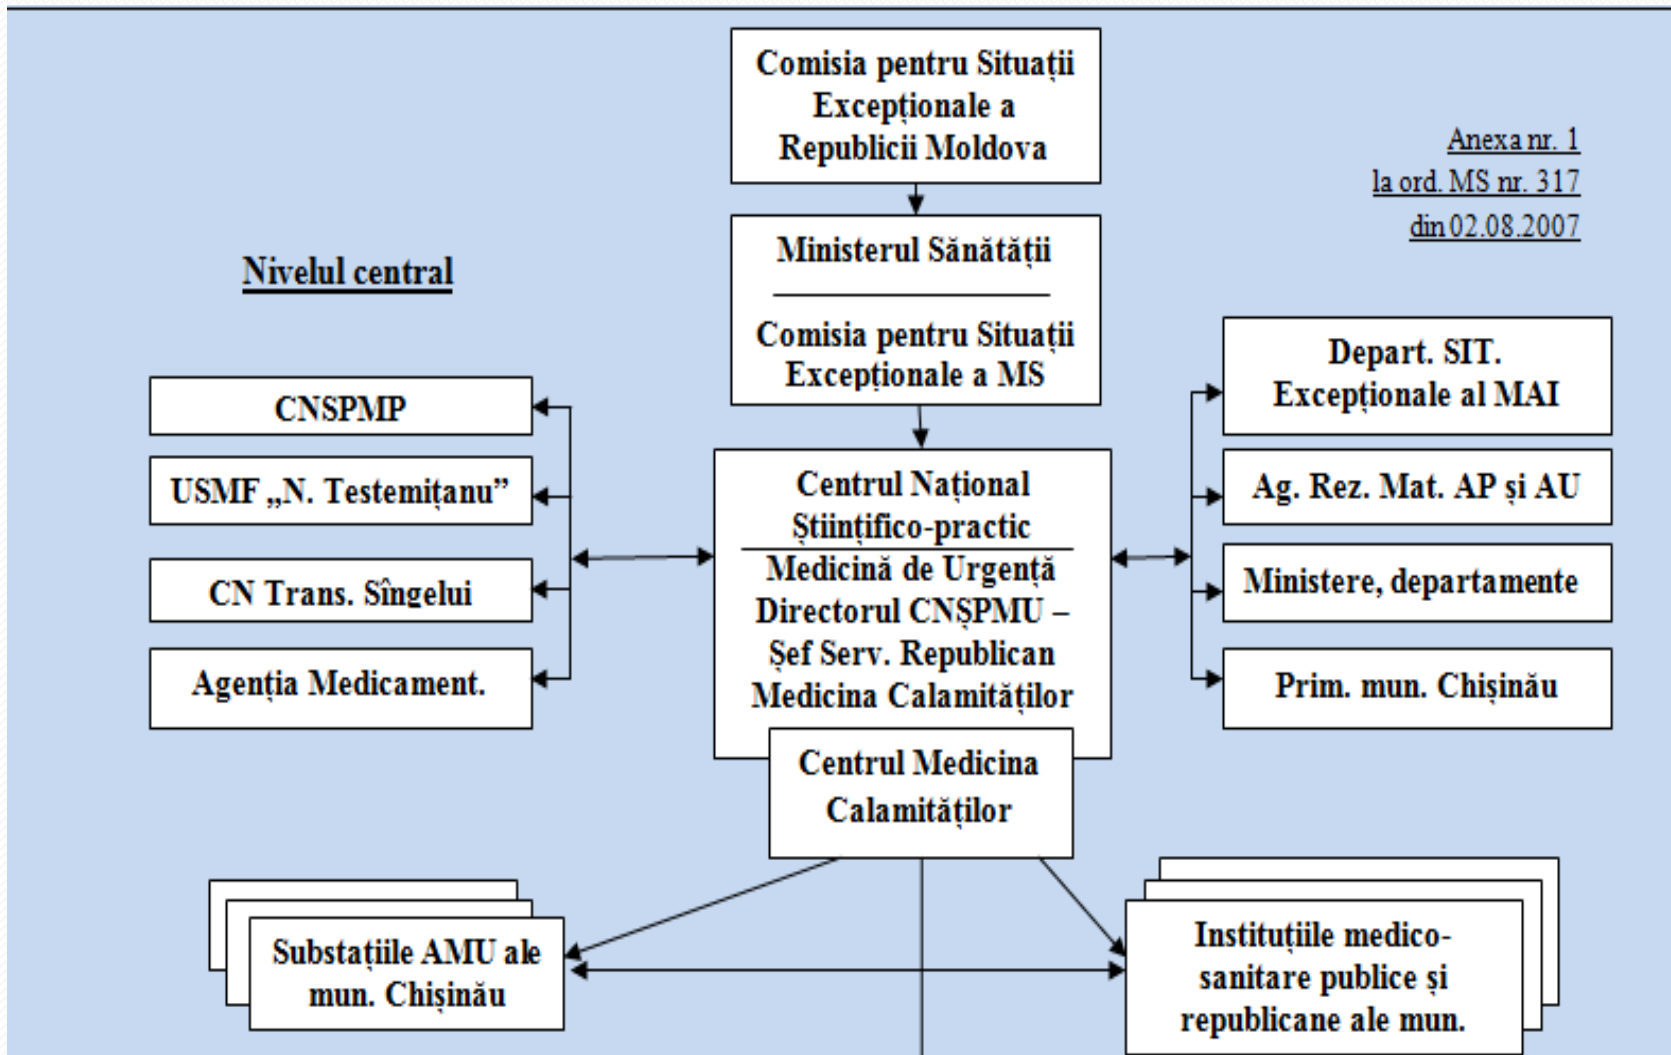 Comisia pentru Situații
Excepționale a
Republicii Moldova
Anexa nr. 1
la ord. MS nr. 317
din 02.08.2007
Ministerul Sănătății
Comisia pentru Situații
Excepționale a MS
Nivelul central
CNSPMP
USMF „N. Testemițanu”
CN Trans. Sîngelui
Agenția Medicament.
Centrul Național
Științifico-practic
Medicină de Urgență
Directorul CNȘPMU –
Șef Serv. Republican
Medicina Calamităților
Depart. SIT.
Excepționale al MAI
Ag. Rez. Mat. AP și AU
Ministere, departamente
Prim. mun. Chișinău
Centrul Medicina
Calamităților
Substațiile AMU ale
mun. Chișinău
Instituțiile medico-
sanitare publice și
republicane ale mun.